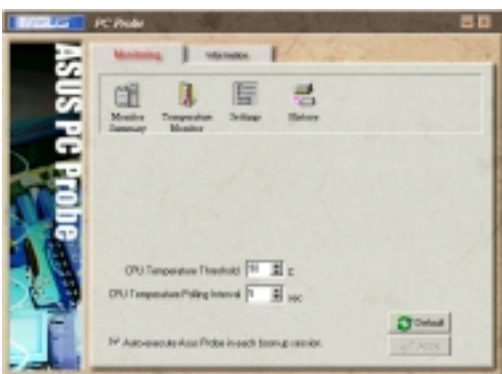 PC Probe
Monitoring
Information
Monitor Summary
Temperature Monitor
Settings
History
ASUS PC Probe
CPU Temperature Threshold
C
CPU Temperature Polling Interval
sec
Default
Auto-execute Asus Probe in each boot-up session.